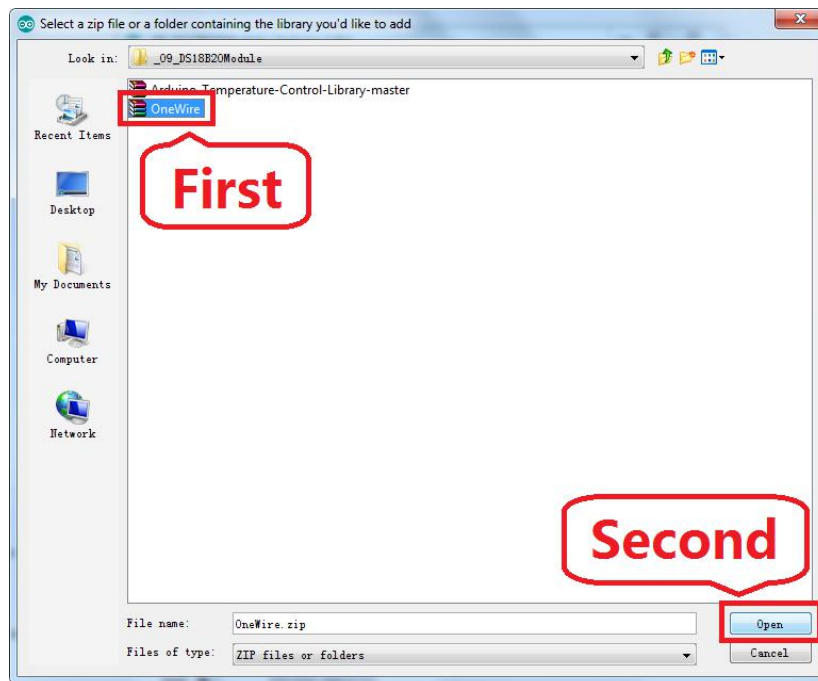 Select a zip file or a folder containing the library you'd like to add
Look in: _09_DS18B20Module
Arduino-Temperature-Control-Library-master
OneWire
Recent Items
First
Desktop
My Documents
Computer
Network
Second
File name: OneWire.zip
Open
Files of type: ZIP files or folders
Cancel